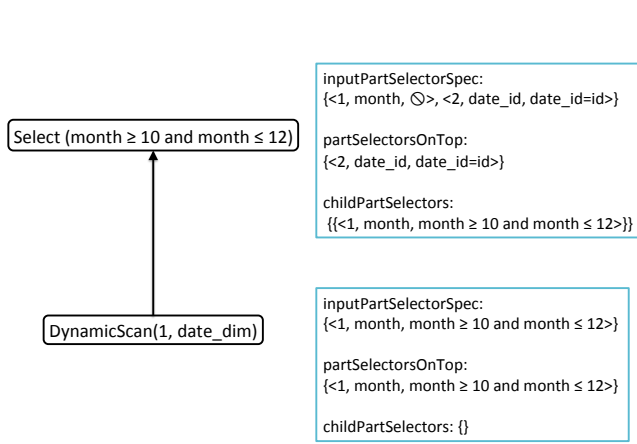 inputPartSelectorSpec:
{<1, month, ⃠>, <2, date_id, date_id=id>}
partSelectorsOnTop:
{<2, date_id, date_id=id>}
childPartSelectors:
{{<1, month, month ≥ 10 and month ≤ 12>}}
Select (month ≥ 10 and month ≤ 12)
inputPartSelectorSpec:
{<1, month, month ≥ 10 and month ≤ 12>}
partSelectorsOnTop:
{<1, month, month ≥ 10 and month ≤ 12>}
childPartSelectors: {}
DynamicScan(1, date_dim)